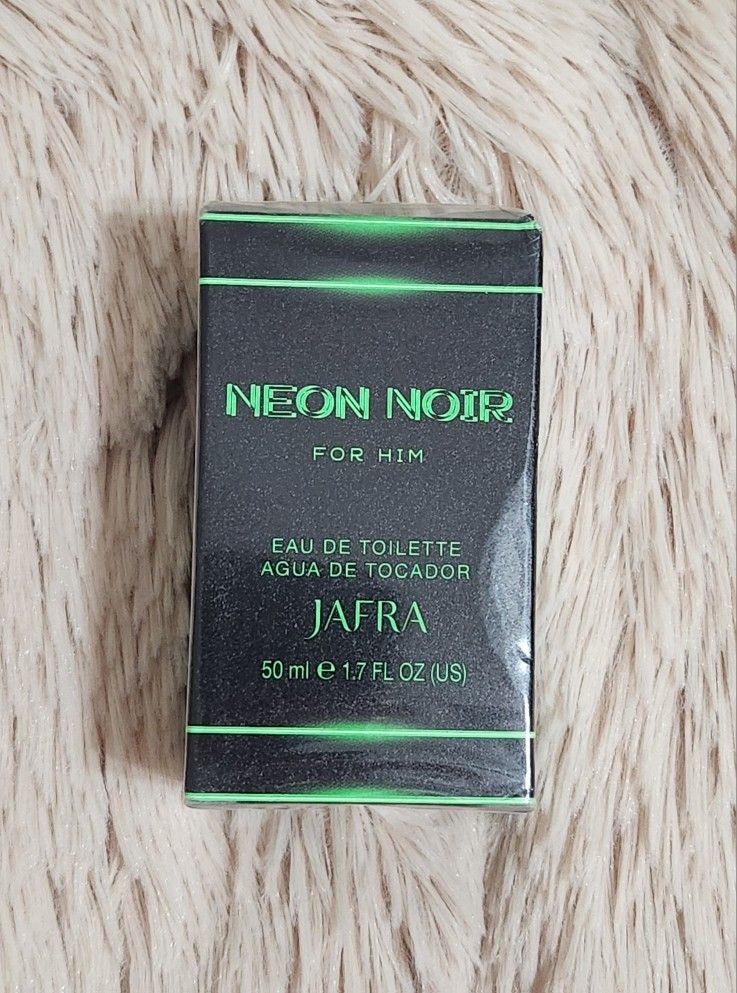 NEON NOIR
FOR HIM
EAU DE TOILETTE
AGUA DE TOCADOR
JAFRA
50 ml ℮ 1.7 FL OZ (US)